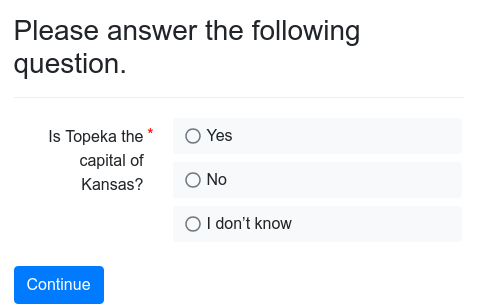 Please answer the following
question.
Is Topeka the *
capital of
Kansas?
Yes
No
I don’t know
Continue